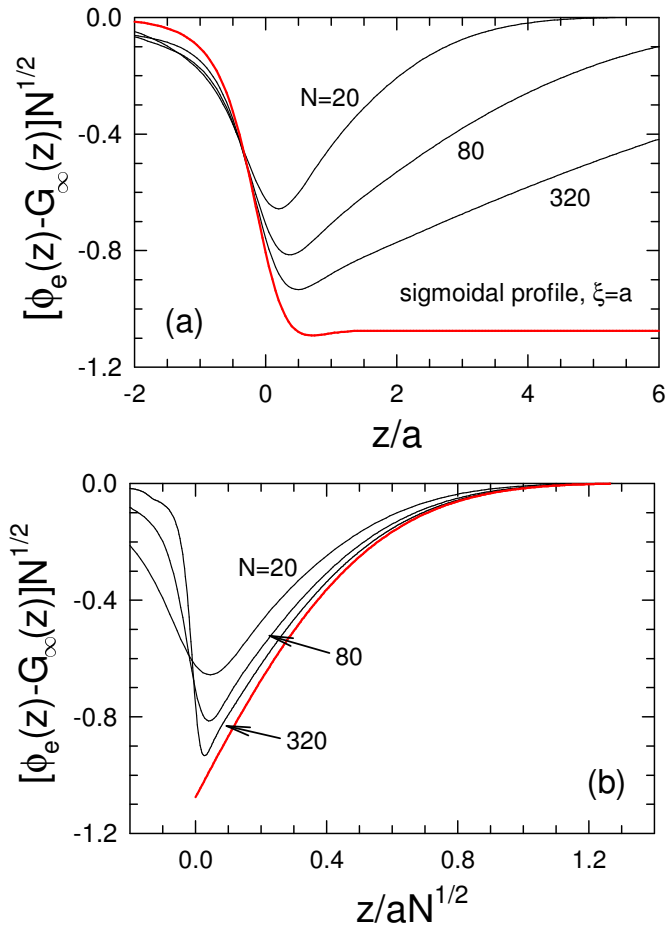 0.0
-0.4
-0.8
-1.2
[ϕe(z)-G∞(z)]N1/2
N=20
80
320
sigmoidal profile, ξ=a
(a)
-2 0 2 4 6
z/a
0.0
-0.4
-0.8
-1.2
[ϕe(z)-G∞(z)]N1/2
N=20
80
320
(b)
0.0 0.4 0.8 1.2
z/aN1/2